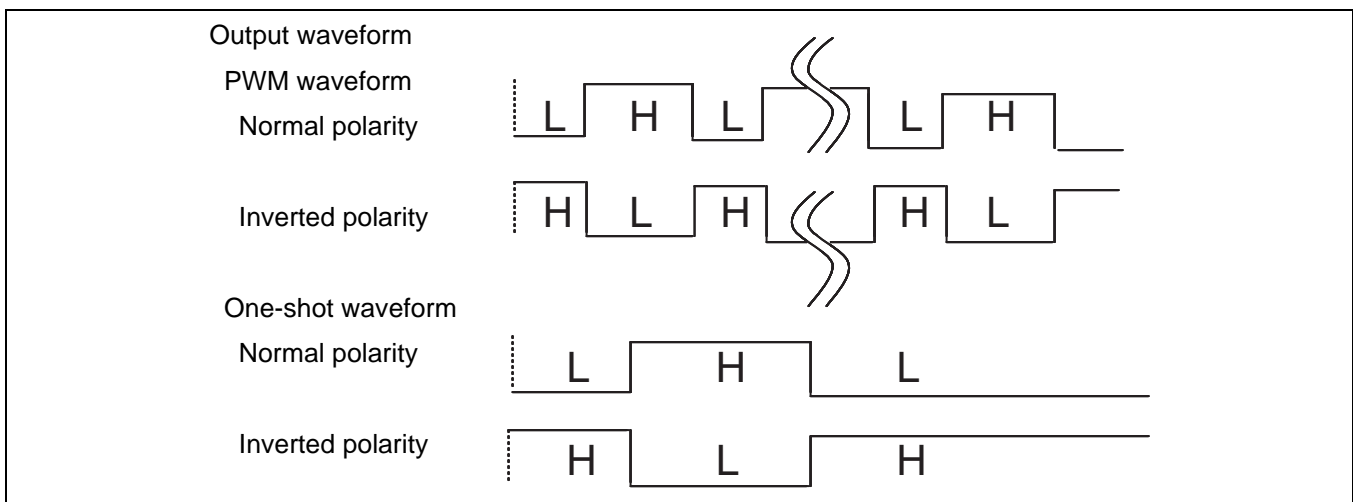 Output waveform
PWM waveform
Normal polarity
L H L L H
Inverted polarity
H L H H L
One-shot waveform
Normal polarity
L H L
Inverted polarity
H L H